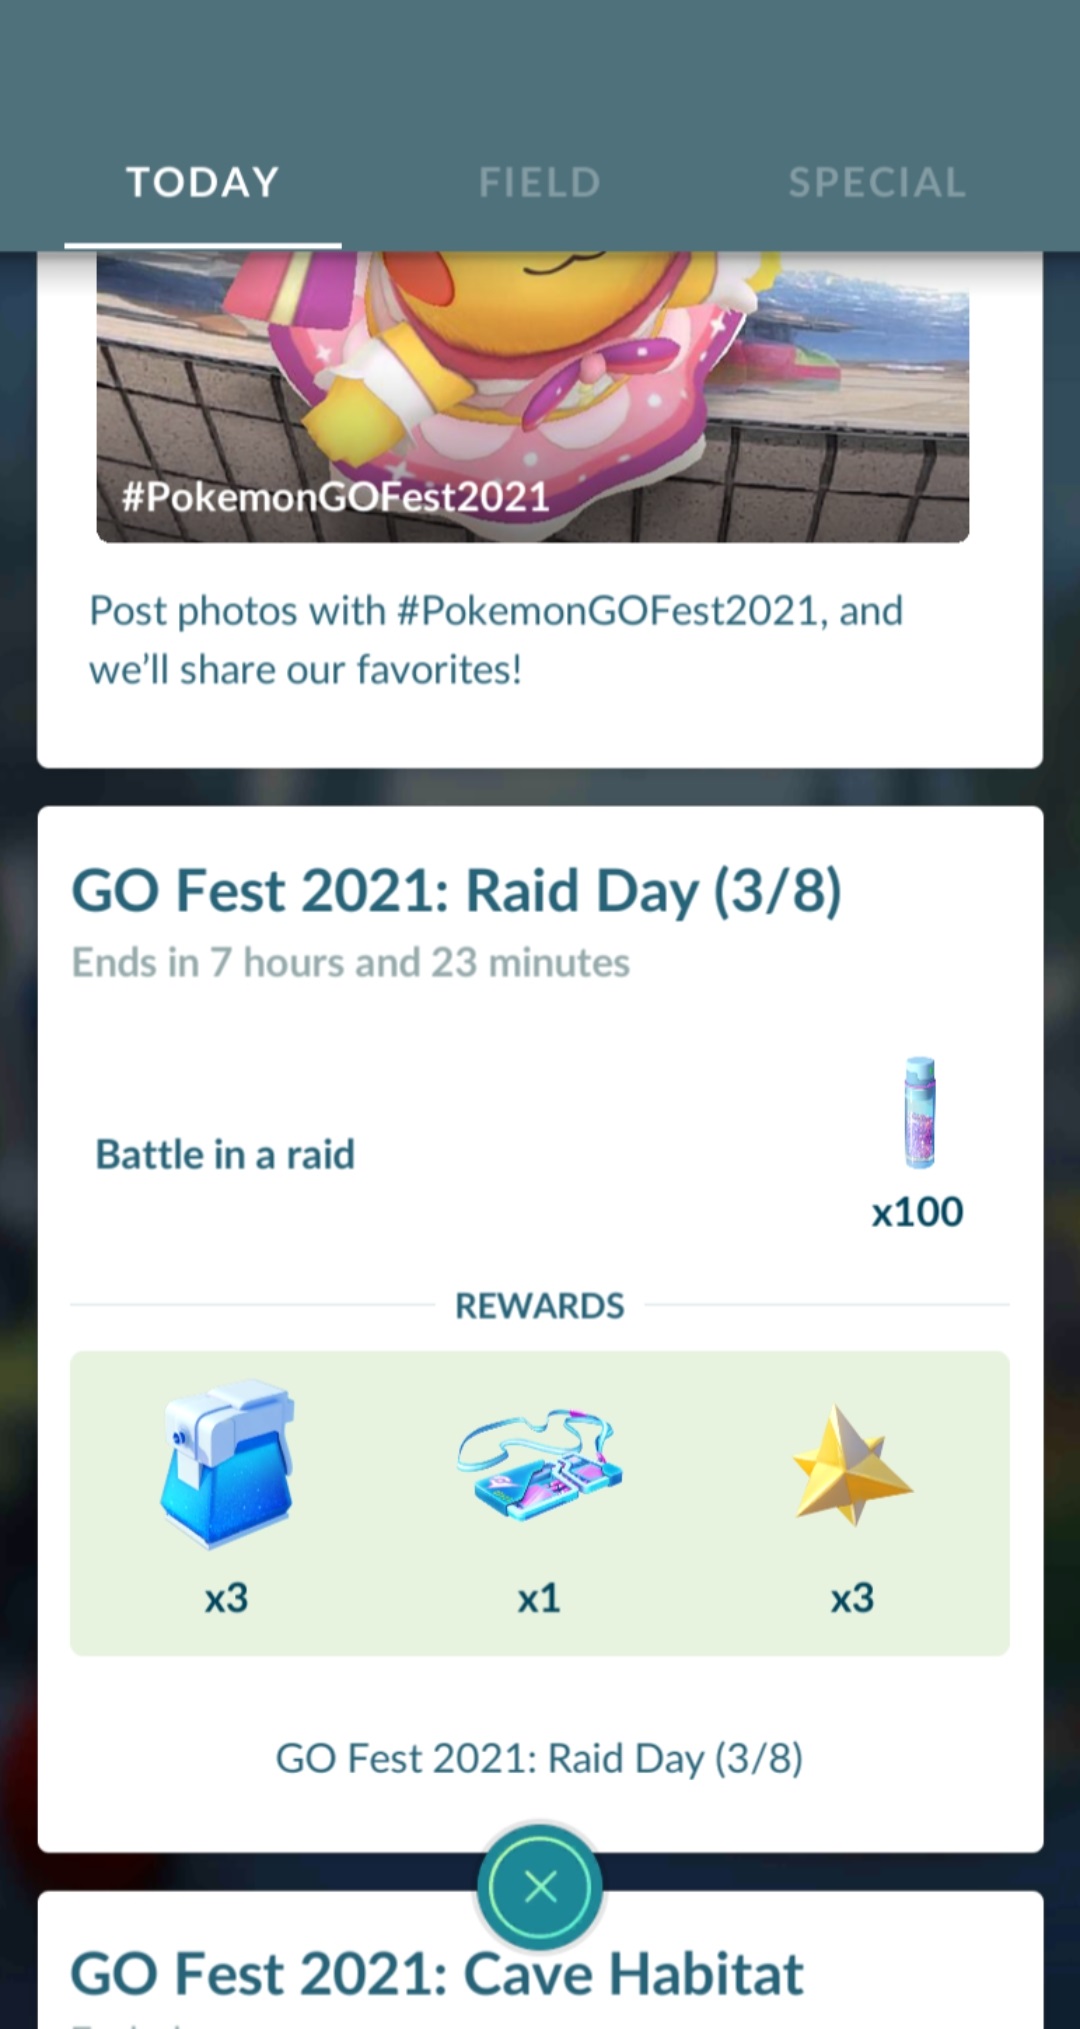 TODAY
FIELD
SPECIAL
#PokemonGOFest2021
Post photos with #PokemonGOFest2021, and
we'll share our favorites!
GO Fest 2021: Raid Day (3/8)
Ends in 7 hours and 23 minutes
Battle in a raid
x100
REWARDS
x3
x1
x3
GO Fest 2021: Raid Day (3/8)
GO Fest 2021: Cave Habitat